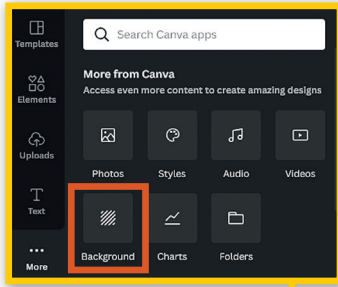 Templates
Elements
Uploads
Text
More
Search Canva apps
More from Canva
Access even more content to create amazing designs
Photos Styles Audio Videos
Background Charts Folders